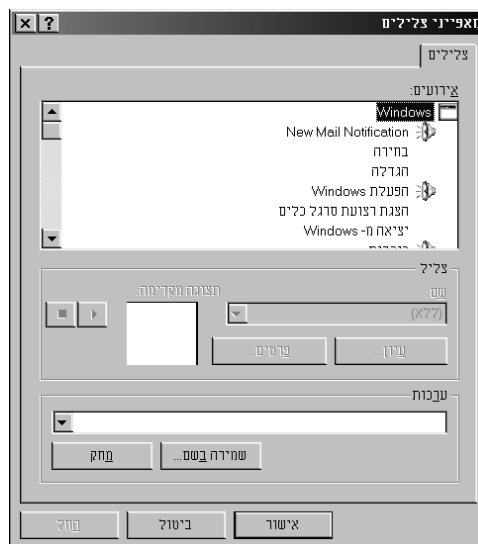 מאפייני צלילים
צלילים
אירועים:
Windows
New Mail Notification
בחירה
הגדלה
הפעלת Windows
הצגת רצועת סרגל כלים
יציאה מ- Windows
צליל
שם:
תצוגה מקדימה:
(ללא)
עיון...
פרטים...
ערכות
שמירה בשם...
מחק
אישור
ביטול
החל